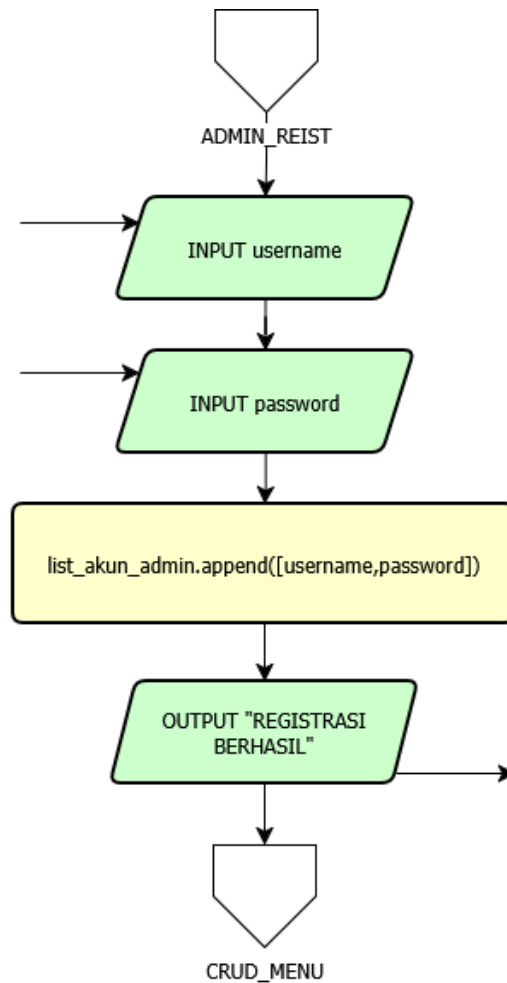 ADMIN_REIST
INPUT username
INPUT password
list_akun_admin.append([username,password])
OUTPUT "REGISTRASI
BERHASIL"
CRUD_MENU